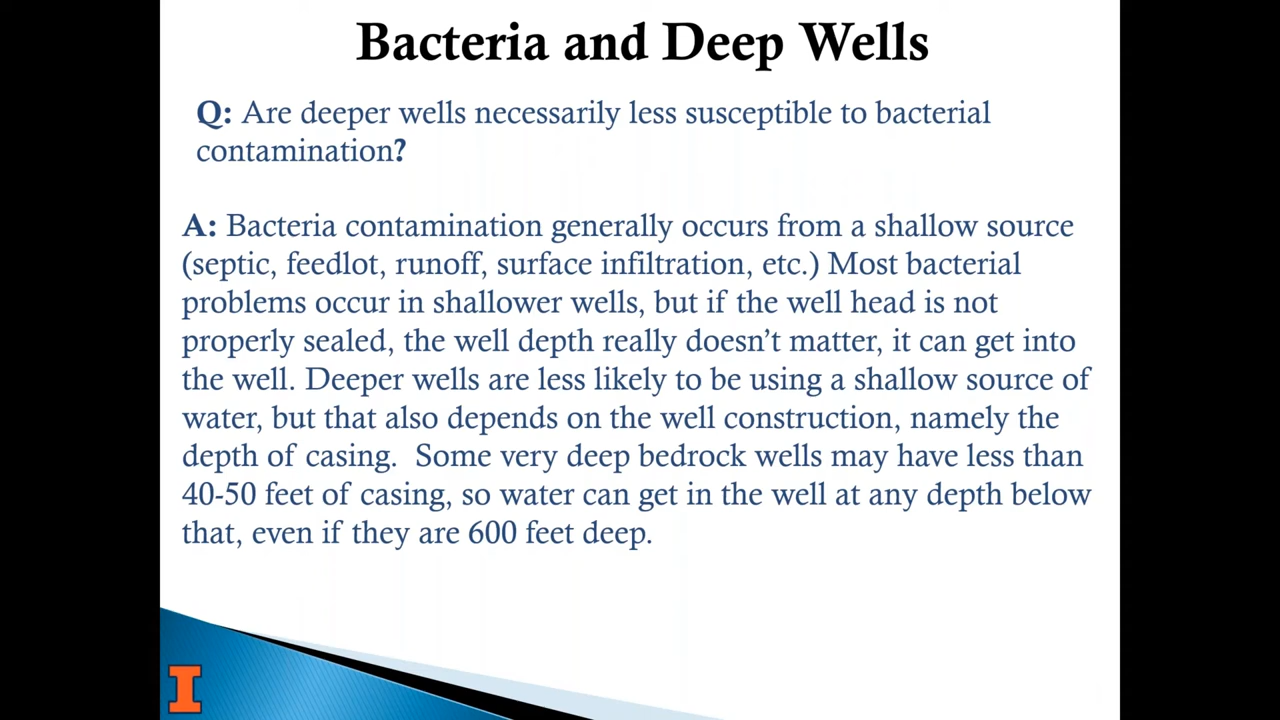 Bacteria and Deep Wells
Q: Are deeper wells necessarily less susceptible to bacterial
contamination?
A: Bacteria contamination generally occurs from a shallow source
(septic, feedlot, runoff, surface infiltration, etc.) Most bacterial
problems occur in shallower wells, but if the well head is not
properly sealed, the well depth really doesn’t matter, it can get into
the well. Deeper wells are less likely to be using a shallow source of
water, but that also depends on the well construction, namely the
depth of casing.  Some very deep bedrock wells may have less than
40-50 feet of casing, so water can get in the well at any depth below
that, even if they are 600 feet deep.
I